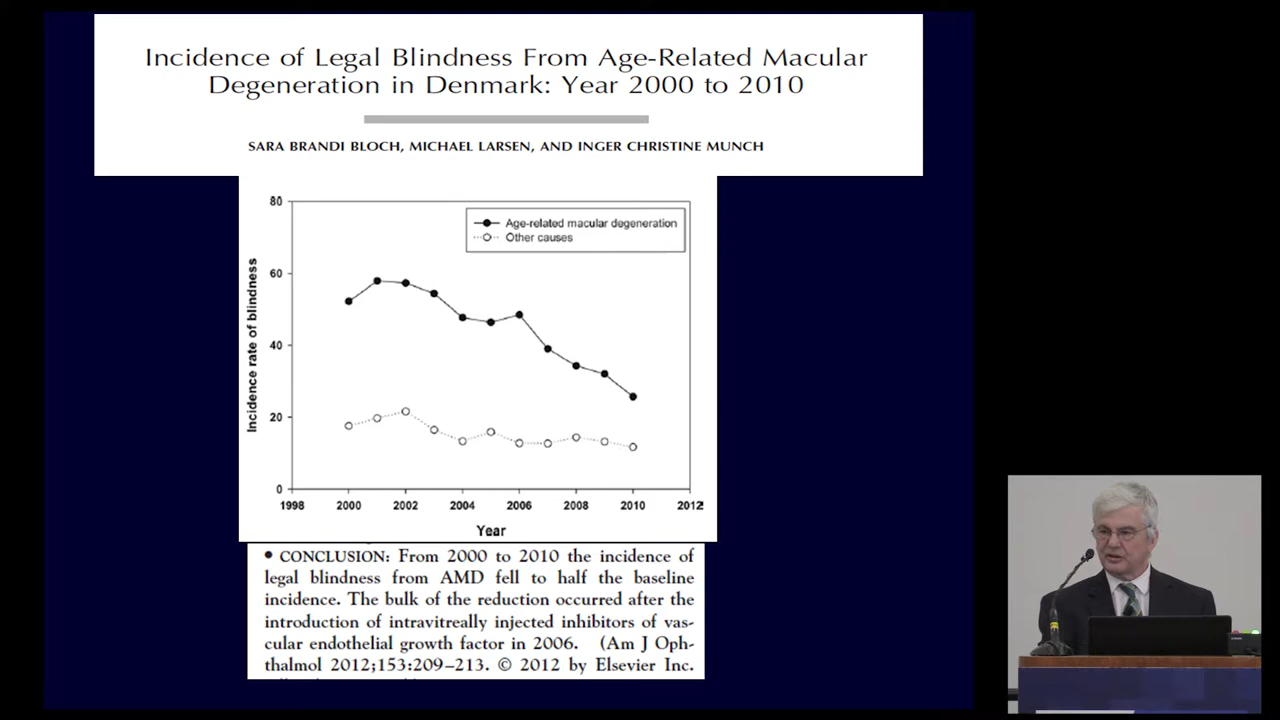 Incidence of Legal Blindness From Age-Related Macular
Degeneration in Denmark: Year 2000 to 2010
SARA BRANDI BLOCH, MICHAEL LARSEN, AND INGER CHRISTINE MUNCH
80
60
40
20
0
Incidence rate of blindness
Age-related macular degeneration
Other causes
1998 2000 2002 2004 2006 2008 2010 2012
Year
• CONCLUSION: From 2000 to 2010 the incidence of
legal blindness from AMD fell to half the baseline
incidence. The bulk of the reduction occurred after the
introduction of intravitreally injected inhibitors of vas-
cular endothelial growth factor in 2006. (Am J Oph-
thalmol 2012;153:209–213. © 2012 by Elsevier Inc.